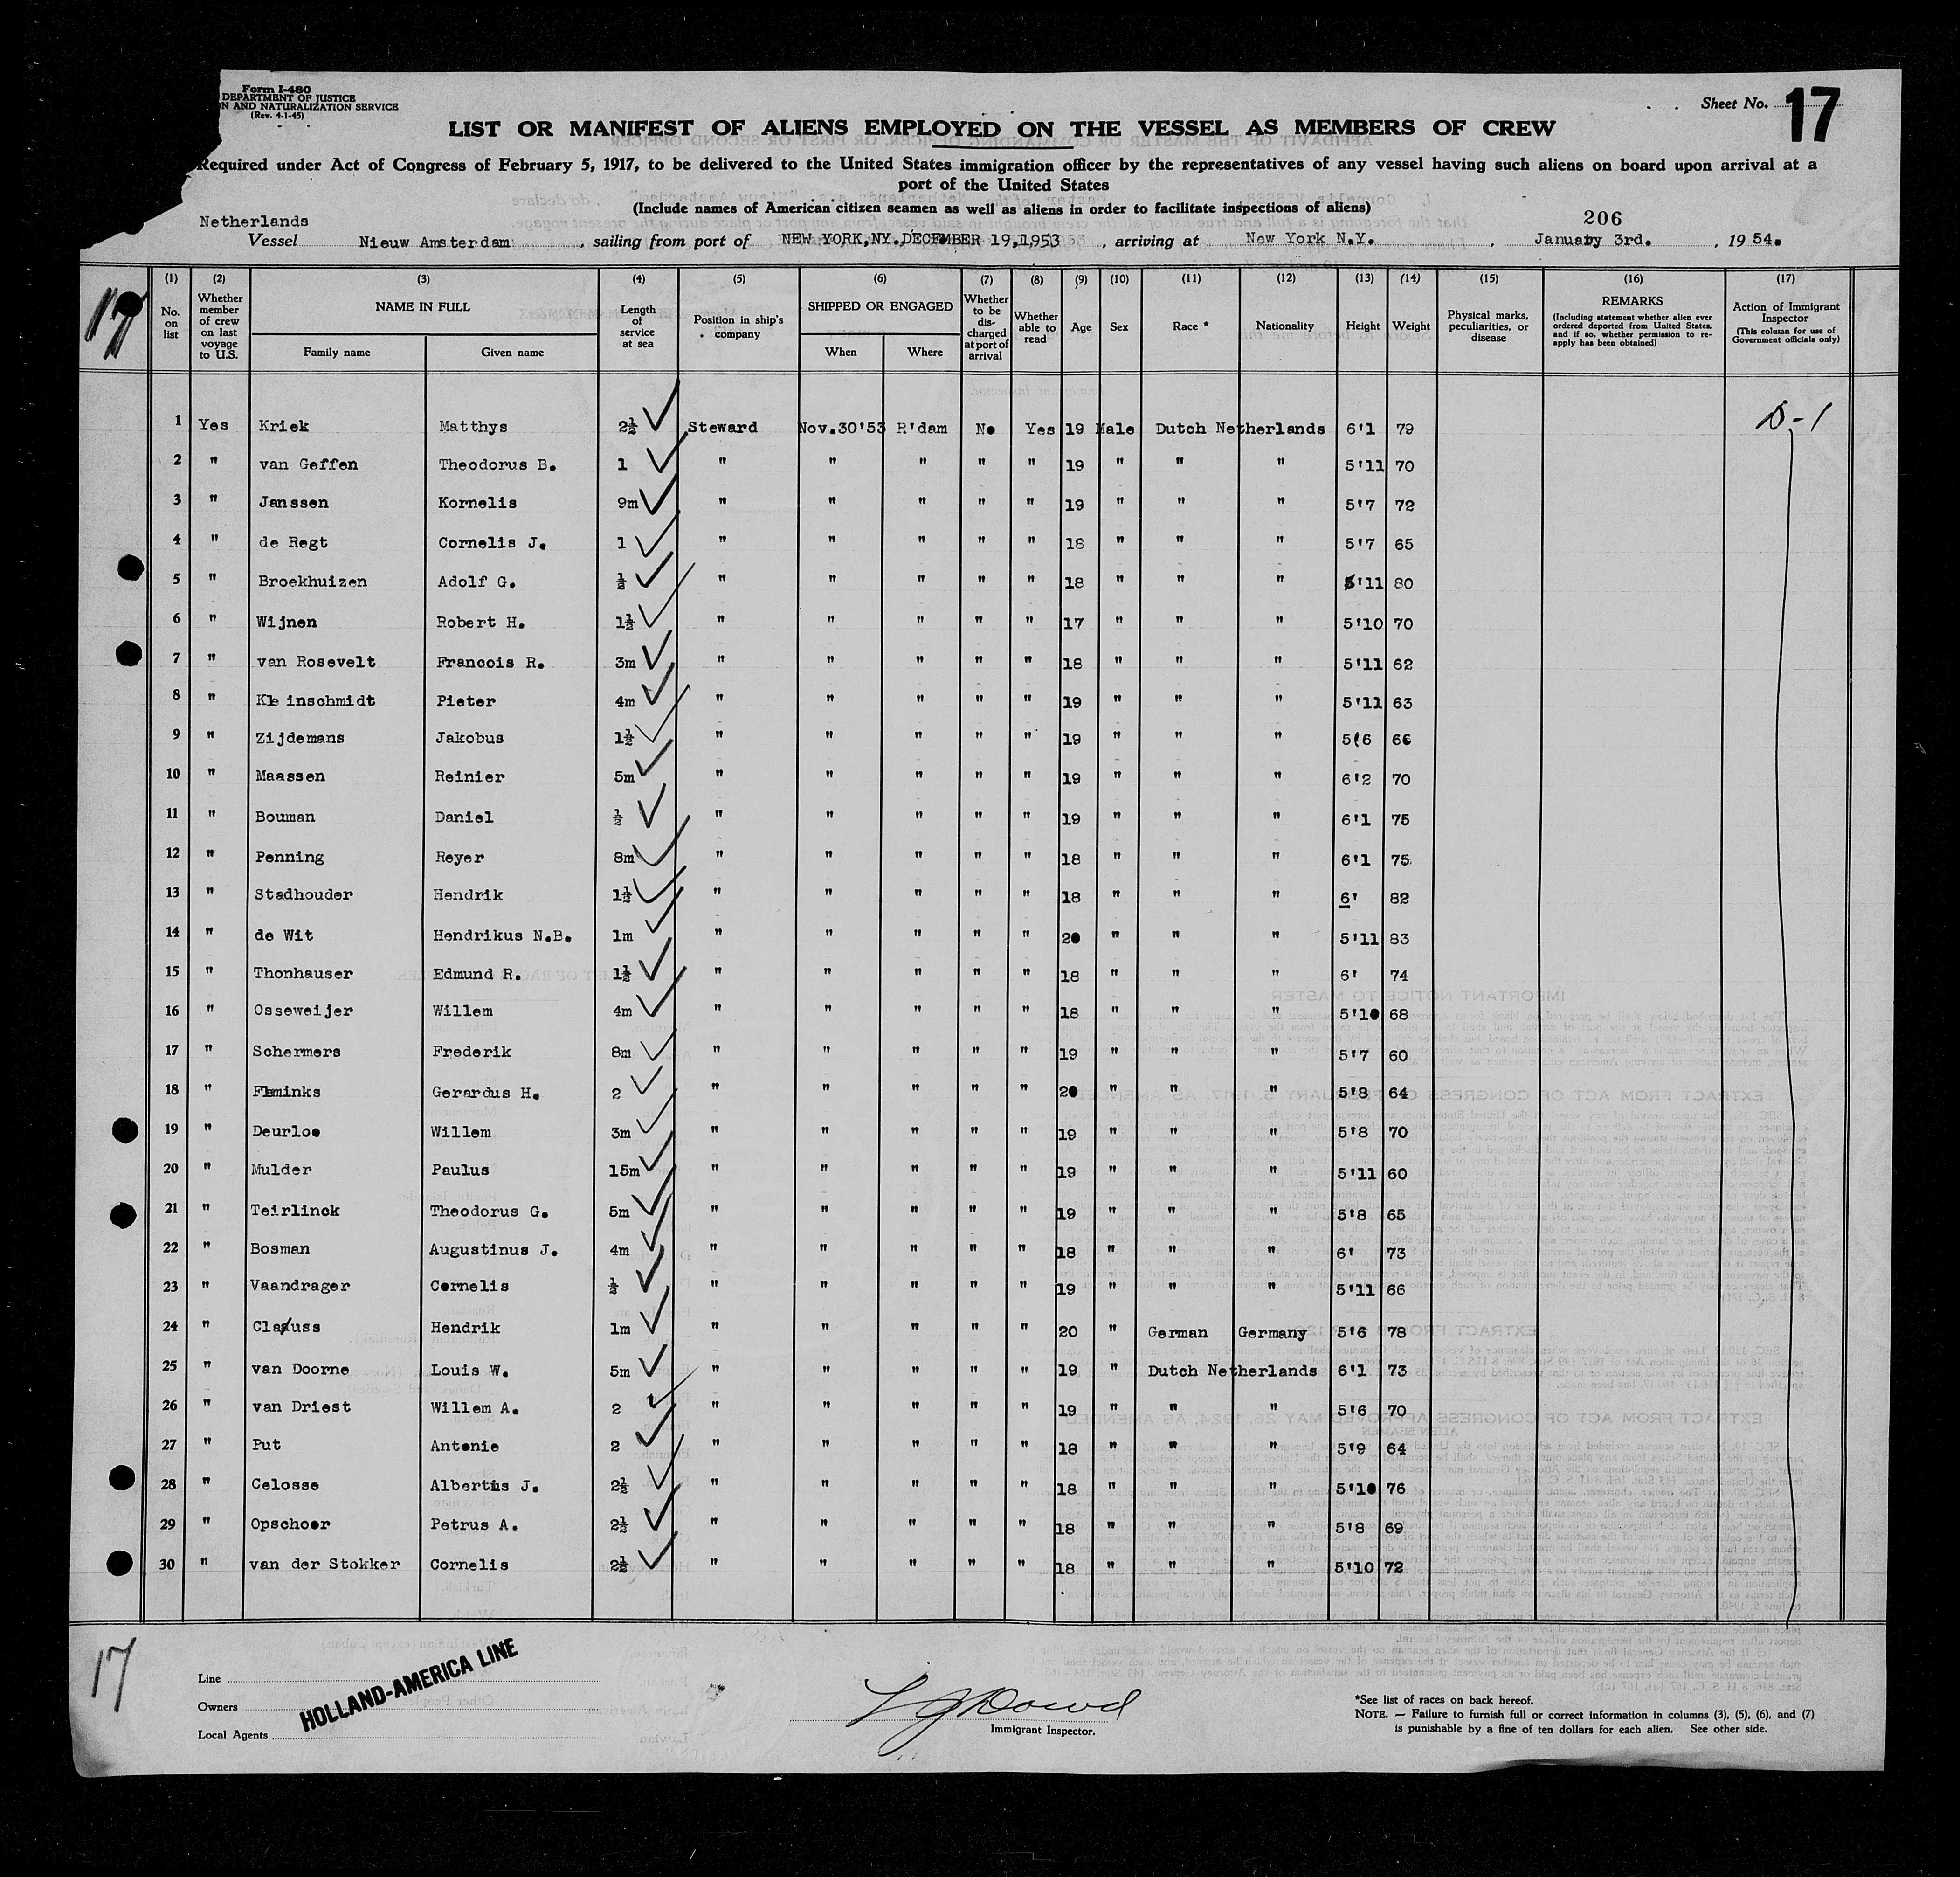 Form I-480
DEPARTMENT OF JUSTICE
N AND NATURALIZATION SERVICE
(Rev. 4-1-45)
Sheet No. 17
LIST OR MANIFEST OF ALIENS EMPLOYED ON THE VESSEL AS MEMBERS OF CREW
Required under Act of Congress of February 5, 1917, to be delivered to the United States immigration officer by the representatives of any vessel having such aliens on board upon arrival at a
port of the United States
(Include names of American citizen seamen as well as aliens in order to facilitate inspections of aliens)
Netherlands 206
Vessel Nieuw Amsterdam, sailing from port of NEW YORK,NY.DECEMBER 19,1953, arriving at New York N.Y., January 3rd., 1954.
17
(1) (2) (3) (4) (5) (6) (7) (8) (9) (10) (11) (12) (13) (14) (15) (16) (17)
No. on list
Whether member of crew on last voyage to U.S.
NAME IN FULL
Family name Given name
Length of service at sea
Position in ship's company
SHIPPED OR ENGAGED
When Where
Whether to be discharged at port of arrival
Whether able to read
Age Sex Race * Nationality Height Weight
Physical marks, peculiarities, or disease
REMARKS
(Including statement whether alien ever ordered deported from United States, and if so, whether permission to re-apply has been obtained)
Action of Immigrant Inspector
(This column for use of Government officials only)
1 Yes Kriek Matthys 2½ Steward Nov.30'53 R'dam No Yes 19 Male Dutch Netherlands 6'1 79 D-1
2 " van Geffen Theodorus B. 1 " " " " " 19 " " " 5'11 70
3 " Janssen Kornelis 9m " " " " " 19 " " " 5'7 72
4 " de Regt Cornelis J. 1 " " " " " 18 " " " 5'7 65
5 " Broekhuizen Adolf G. ½ " " " " " 18 " " " 5'11 80
6 " Wijnen Robert H. 1½ " " " " " 17 " " " 5'10 70
7 " van Rosevelt Francois R. 3m " " " " " 18 " " " 5'11 62
8 " Kleinschmidt Pieter 4m " " " " " 19 " " " 5'11 63
9 " Zijdemans Jakobus 1½ " " " " " 19 " " " 5(6 66
10 " Maassen Reinier 5m " " " " " 19 " " " 6'2 70
11 " Bouman Daniel ½ " " " " " 19 " " " 6'1 75
12 " Penning Reyer 8m " " " " " 18 " " " 6'1 75
13 " Stadhouder Hendrik 1½ " " " " " 18 " " " 6' 82
14 " de Wit Hendrikus N.B. 1m " " " " " 20 " " " 5'11 83
15 " Thonhauser Edmund R. 1½ " " " " " 18 " " " 6' 74
16 " Osseweijer Willem 4m " " " " " 18 " " " 5'10 68
17 " Schermers Frederik 8m " " " " " 19 " " " 5'7 60
18 " Gerardus H. 2 " " " " " 20 " " " 5'8 64
19 " Deurloo Willem 3m " " " " " 19 " " " 5'8 70
20 " Mulder Paulus 15m " " " " " 19 " " " 5'11 60
21 " Teirlinck Theodorus G. 5m " " " " " 19 " " " 5'8 65
22 " Bosman Augustinus J. 4m " " " " " 18 " " " 6' 73
23 " Vaandrager Cornelis ½ " " " " " 19 " " " 5'11 66
24 " Clauss Hendrik 1m " " " " " 20 " German Germany 5'6 78
25 " van Doorne Louis W. 5m " " " " " 19 " Dutch Netherlands 6'1 73
26 " van Driest Willem A. 2 " " " " " 19 " " " 5'6 70
27 " Put Antonie 2 " " " " " 18 " " " 5'9 64
28 " Celosse Albertus J. 2½ " " " " " 18 " " " 5'10 76
29 " Opschoor Petrus A. 2½ " " " " " 18 " " " 5'8 69
30 " van der Stokker Cornelis 2½ " " " " " 18 " " " 5'10 72
17
Line
Owners
Local Agents
HOLLAND-AMERICA LINE
Immigrant Inspector.
*See list of races on back hereof.
NOTE. — Failure to furnish full or correct information in columns (3), (5), (6), and (7)
is punishable by a fine of ten dollars for each alien. See other side.